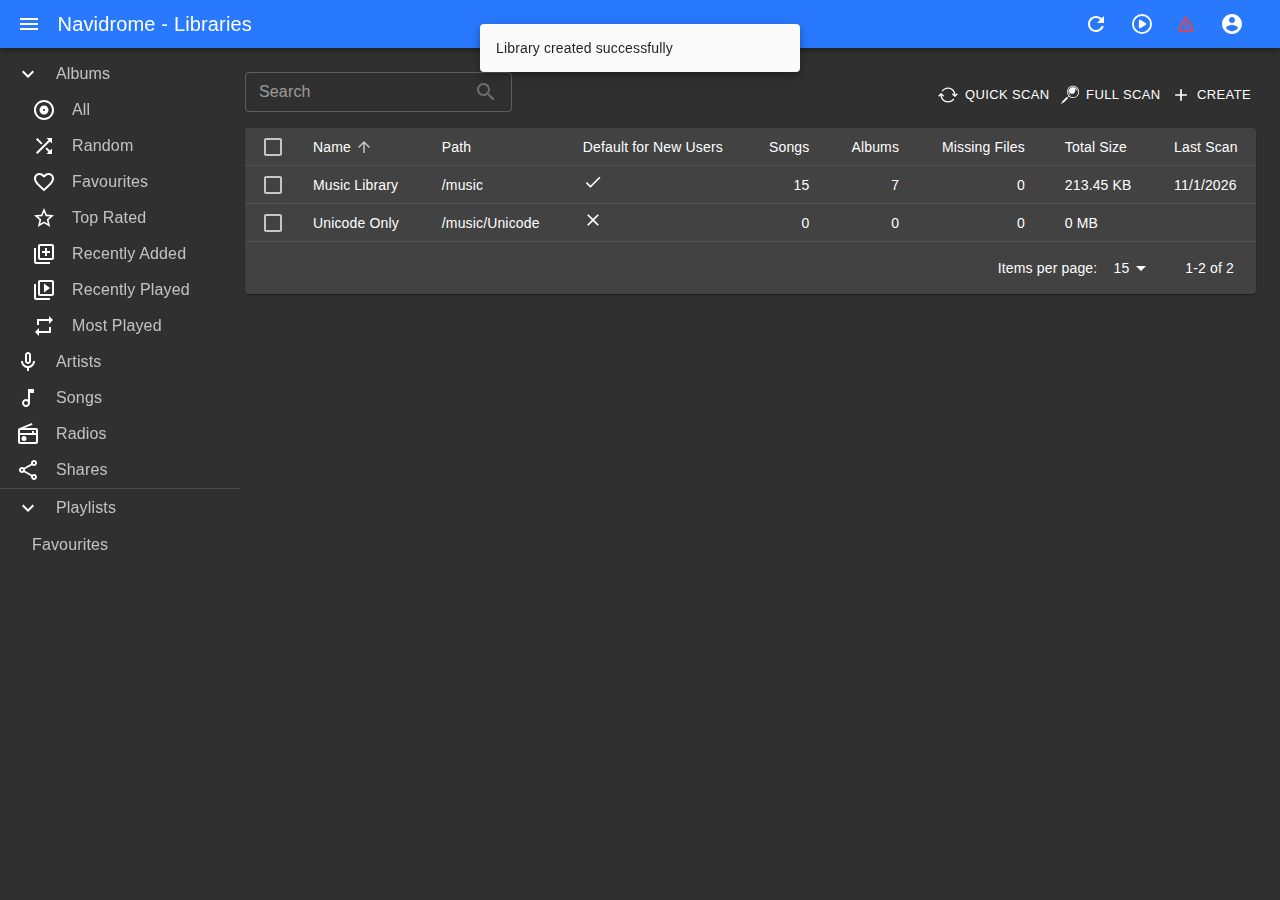 Navidrome - Libraries
Library created successfully
Albums
All
Random
Favourites
Top Rated
Recently Added
Recently Played
Most Played
Artists
Songs
Radios
Shares
Playlists
Favourites
Search
QUICK SCAN FULL SCAN CREATE
Name Path Default for New Users Songs Albums Missing Files Total Size Last Scan
Music Library /music 15 7 0 213.45 KB 11/1/2026
Unicode Only /music/Unicode 0 0 0 0 MB
Items per page: 15 1-2 of 2